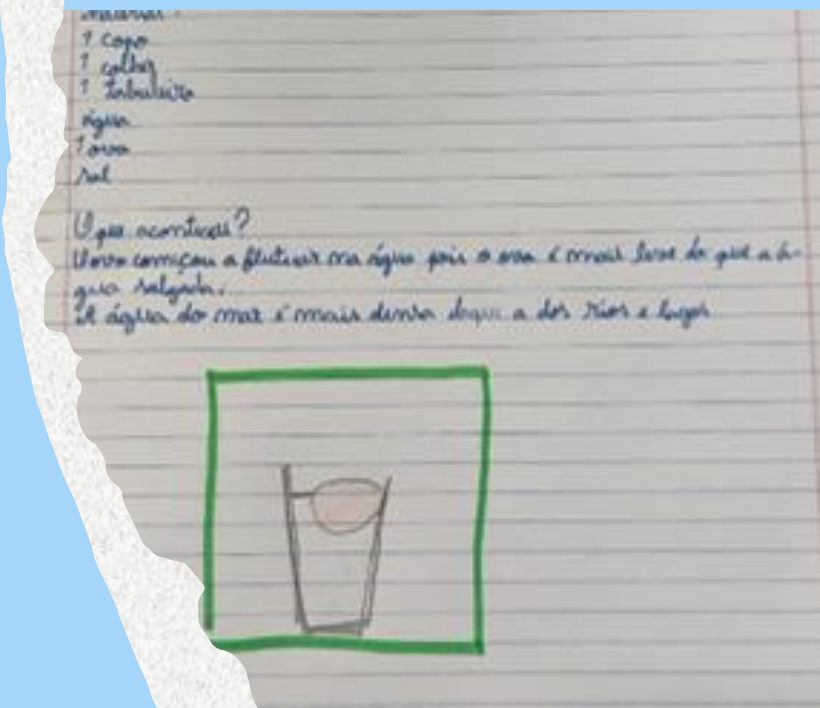 Material:
1 copo
1 colher
1 tabuleiro
água
1 ovo
sal
O que aconteceu?
O ovo começou a flutuar na água pois o ovo é mais leve do que a á-
gua salgada.
A água do mar é mais densa do que a dos rios e lagos